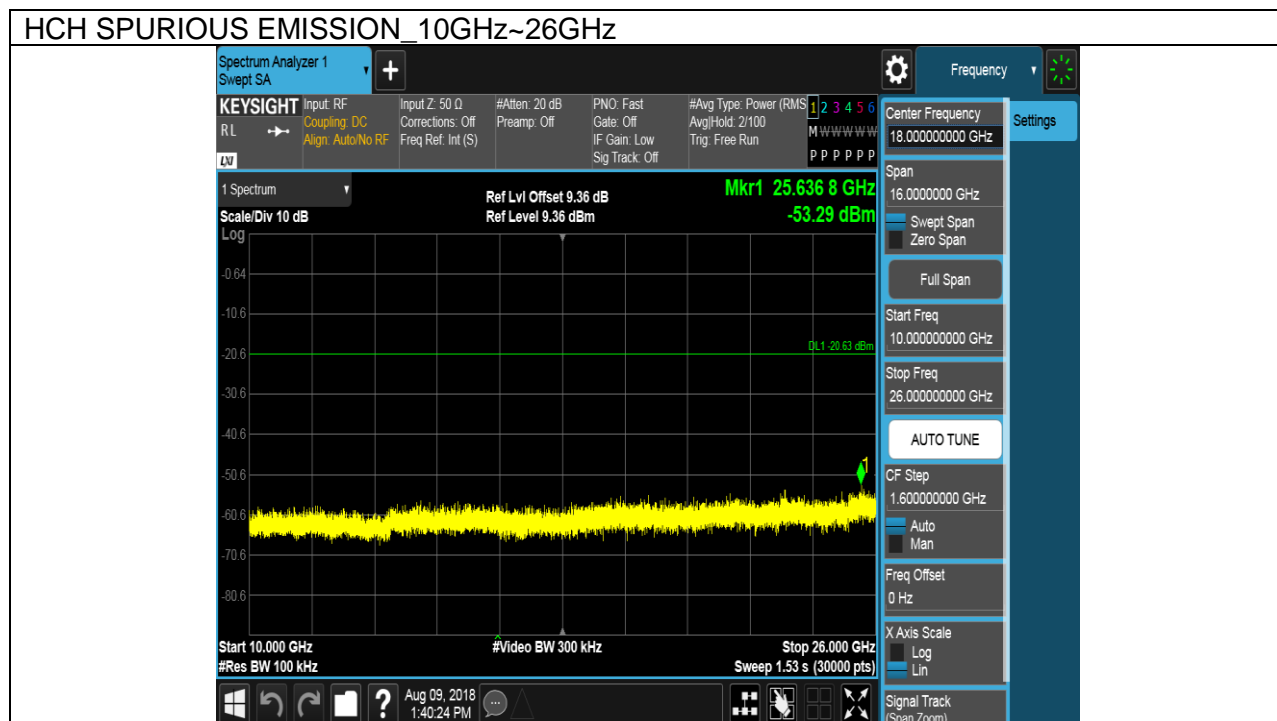 HCH SPURIOUS EMISSION_10GHz~26GHz
Spectrum Analyzer 1
Swept SA
+
Frequency
KEYSIGHT
RL
LXI
Input: RF
Coupling: DC
Align: Auto/No RF
Input Z: 50 Ω
Corrections: Off
Freq Ref: Int (S)
#Atten: 20 dB
Preamp: Off
PNO: Fast
Gate: Off
IF Gain: Low
Sig Track: Off
#Avg Type: Power (RMS
Avg|Hold: 2/100
Trig: Free Run
1 2 3 4 5 6
M W W W W W
P P P P P P
Center Frequency
18.000000000 GHz
Settings
1 Spectrum
Scale/Div 10 dB
Log
Ref Lvl Offset 9.36 dB
Ref Level 9.36 dBm
Mkr1 25.636 8 GHz
-53.29 dBm
Span
16.0000000 GHz
Swept Span
Zero Span
Full Span
Start Freq
10.000000000 GHz
Stop Freq
26.000000000 GHz
AUTO TUNE
CF Step
1.600000000 GHz
Auto
Man
Freq Offset
0 Hz
X Axis Scale
Log
Lin
Signal Track
(Span Zoom)
-0.64
-10.6
DL1 -20.63 dBm
-20.6
-30.6
-40.6
1
-50.6
-60.6
-70.6
-80.6
Start 10.000 GHz
#Res BW 100 kHz
#Video BW 300 kHz
Stop 26.000 GHz
Sweep 1.53 s (30000 pts)
?
Aug 09, 2018
1:40:24 PM